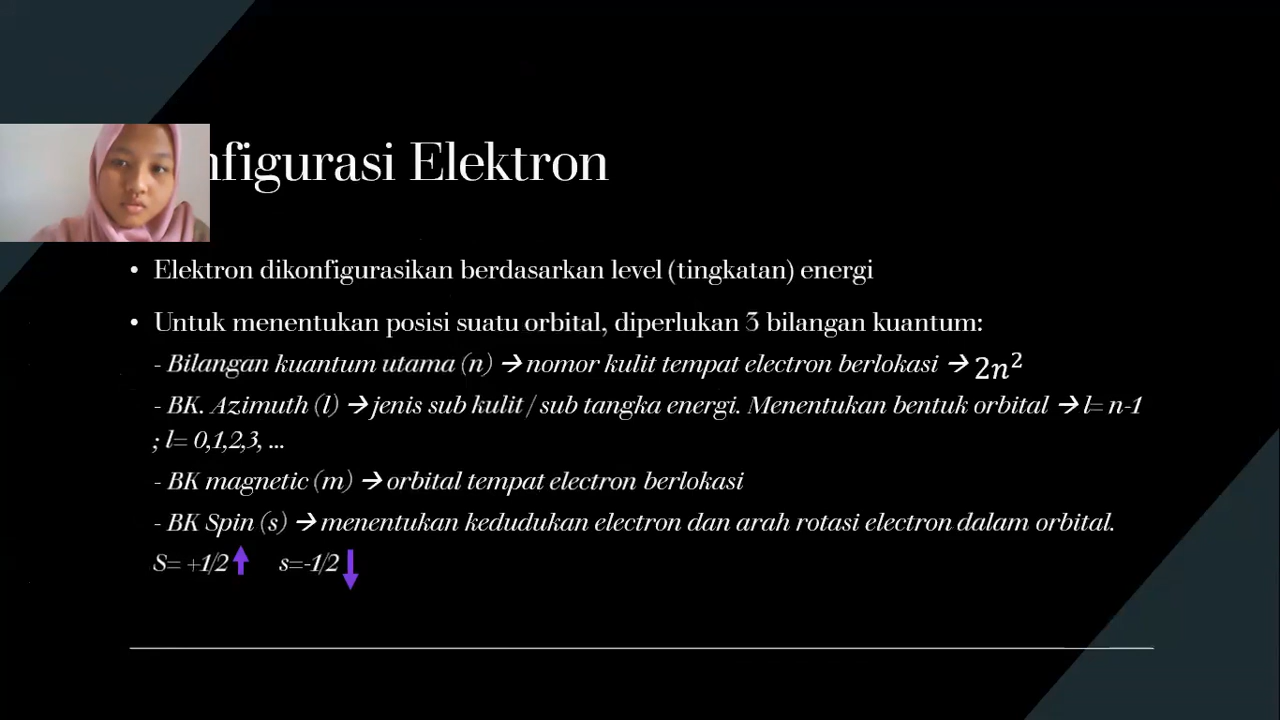 nfigurasi Elektron
• Elektron dikonfigurasikan berdasarkan level (tingkatan) energi
• Untuk menentukan posisi suatu orbital, diperlukan 3 bilangan kuantum:
- Bilangan kuantum utama (n) → nomor kulit tempat electron berlokasi → 2n²
- BK. Azimuth (l) → jenis sub kulit / sub tangka energi. Menentukan bentuk orbital → l= n-1
; l= 0,1,2,3, ...
- BK magnetic (m) → orbital tempat electron berlokasi
- BK Spin (s) → menentukan kedudukan electron dan arah rotasi electron dalam orbital.
S= +1/2 ↑ s=-1/2 ↓